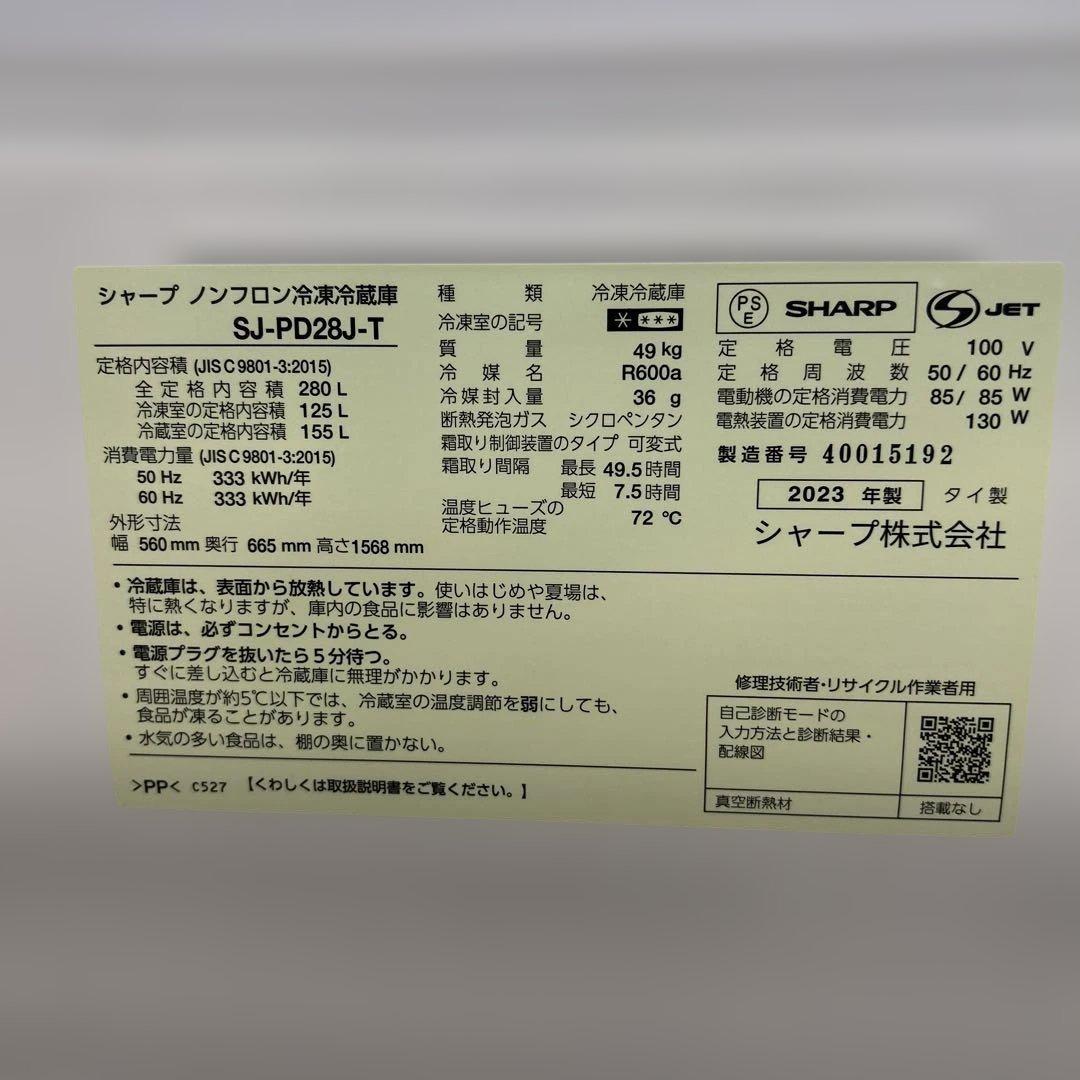 シャープ ノンフロン冷凍冷蔵庫
SJ-PD28J-T
定格内容積 (JIS C 9801-3:2015)
全定格内容積 280 L
冷凍室の定格内容積 125 L
冷蔵室の定格内容積 155 L
消費電力量 (JIS C 9801-3:2015)
50 Hz 333 kWh/年
60 Hz 333 kWh/年
外形寸法
幅 560 mm 奥行 665 mm 高さ1568 mm
種類 冷凍冷蔵庫
冷凍室の記号 * ***
質量 49 kg
冷媒名 R600a
冷媒封入量 36 g
断熱発泡ガス シクロペンタン
霜取り制御装置のタイプ 可変式
霜取り間隔 最長 49.5 時間
最短 7.5 時間
温度ヒューズの
定格動作温度 72 ℃
PS
E
SHARP
S JET
定格電圧 100 V
定格周波数 50 / 60 Hz
電動機の定格消費電力 85 / 85 W
電熱装置の定格消費電力 130 W
製造番号 40015192
2023 年製 タイ製
シャープ株式会社
・冷蔵庫は、表面から放熱しています。使いはじめや夏場は、
特に熱くなりますが、庫内の食品に影響はありません。
・電源は、必ずコンセントからとる。
・電源プラグを抜いたら5分待つ。
すぐに差し込むと冷蔵庫に無理がかかります。
・周囲温度が約5℃以下では、冷蔵室の温度調節を弱にしても、
食品が凍ることがあります。
・水気の多い食品は、棚の奥に置かない。
>PP< C527 【くわしくは取扱説明書をご覧ください。】
修理技術者・リサイクル作業者用
自己診断モードの
入力方法と診断結果・
配線図
真空断熱材 搭載なし